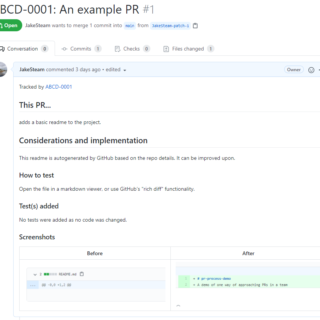 BCD-0001: An example PR #1
Open JakeSteam wants to merge 1 commit into main from JakeSteam-patch-1
Conversation 0 Commits 1 Checks 0 Files changed 1
JakeSteam commented 3 days ago • edited Owner
Tracked by ABCD-0001
This PR...
adds a basic readme to the project.
Considerations and implementation
This readme is autogenerated by GitHub based on the repo details. It can be improved upon.
How to test
Open the file in a markdown viewer, or use GitHub's "rich diff" functionality.
Test(s) added
No tests were added as no code was changed.
Screenshots
Before After
README.md
+ # pr-process-demo
+ A demo of one way of approaching PRs in a team